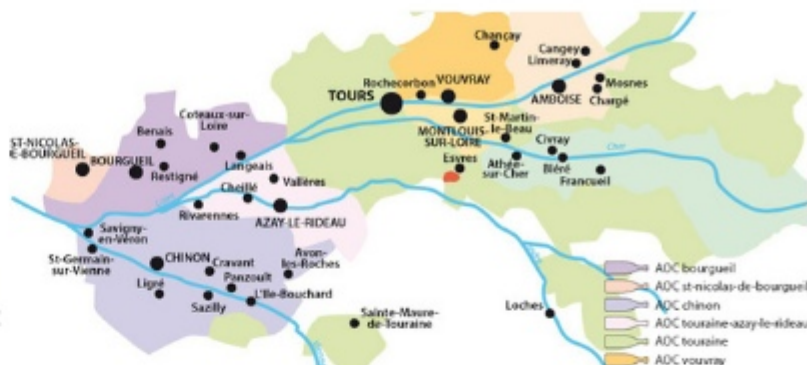 Chançay
Cangey
Limeray
Rochecorbon
VOUVRAY
TOURS
Mosnes
AMBOISE
Chargé
Coteaux-sur-
Loire
MONTLOUIS-
SUR-LOIRE
St-Martin-
le-Beau
Benais
Civray
Cher
ST-NICOLAS-
DE-BOURGUEIL
BOURGUEIL
Langeais
Esvres
Athée-
sur-Cher
Bléré
Restigné
Francueil
Cheillé
Vallères
Rivarennes
AZAY-LE-RIDEAU
Savigny-
en-Véron
Avon-
les-Roches
St-Germain-
sur-Vienne
CHINON
Cravant
Panzoult
Ligré
L'Ile-Bouchard
Sazilly
Loches
Sainte-Maure-
de-Touraine
AOC bourgueil
AOC st-nicolas-de-bourgueil
AOC chinon
AOC touraine-azay-le-rideau
AOC touraine
AOC vouvray